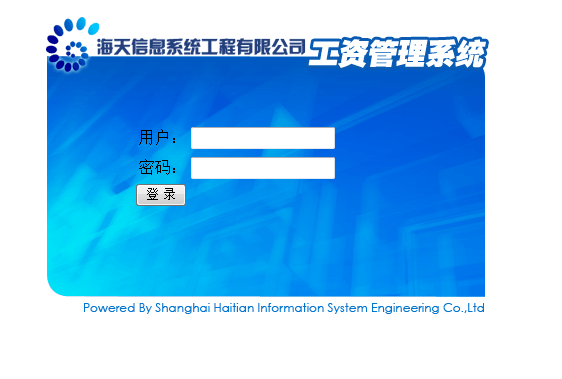 海天信息系统工程有限公司 工资管理系统
用户：
密码：
登 录
Powered By Shanghai Haitian Information System Engineering Co.,Ltd